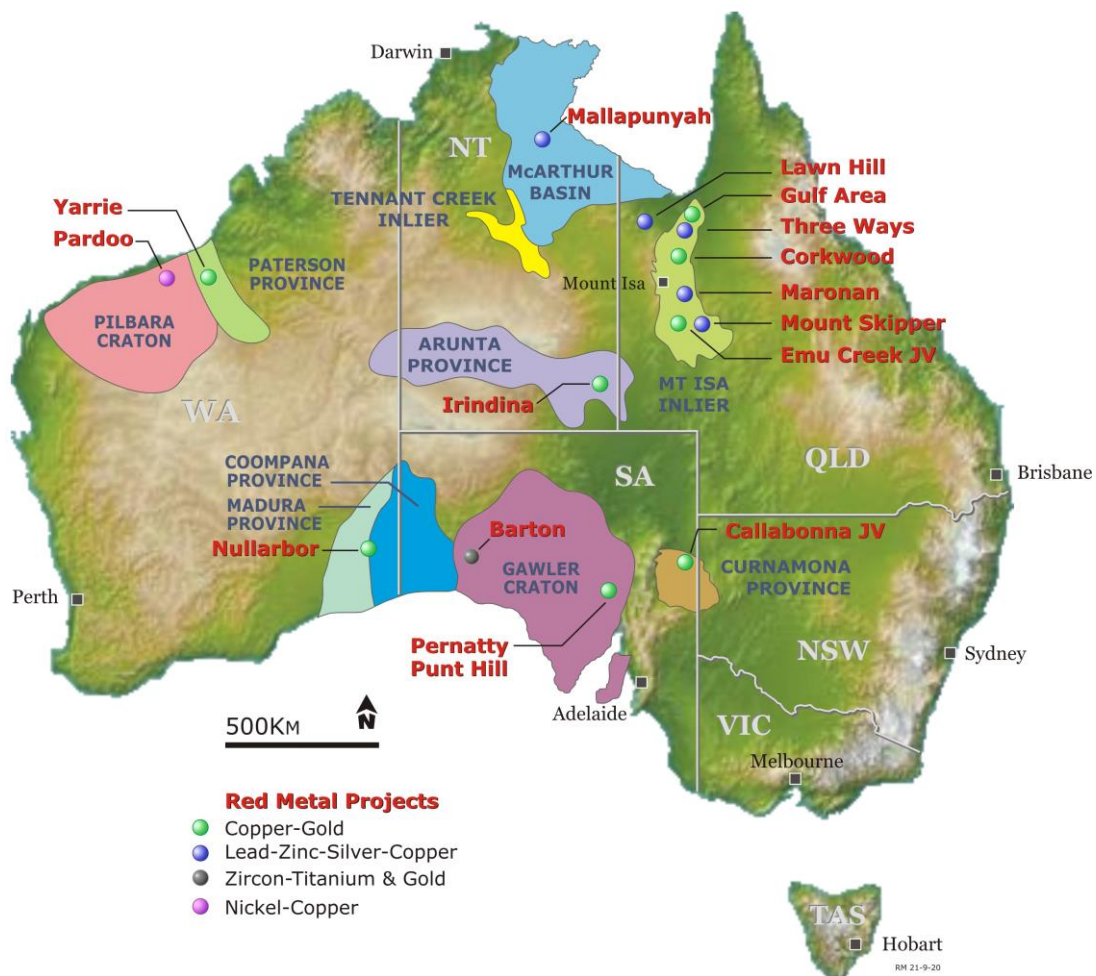 Darwin
Mallapunyah
NT
McARTHUR
BASIN
Lawn Hill
Gulf Area
TENNANT CREEK
INLIER
Three Ways
Yarrie
Pardoo
Corkwood
PATERSON
PROVINCE
Mount Isa
Maronan
PILBARA
CRATON
Mount Skipper
ARUNTA
PROVINCE
Emu Creek JV
Irindina
MT ISA
INLIER
WA
QLD
COOMPANA
PROVINCE
SA
Brisbane
MADURA
PROVINCE
Nullarbor
Barton
Callabonna JV
GAWLER
CRATON
CURNAMONA
PROVINCE
Perth
Pernatty
Punt Hill
NSW
Sydney
Adelaide
N
500KM
VIC
Melbourne
Red Metal Projects
Copper-Gold
Lead-Zinc-Silver-Copper
Zircon-Titanium & Gold
Nickel-Copper
TAS
Hobart
RM 21-9-20